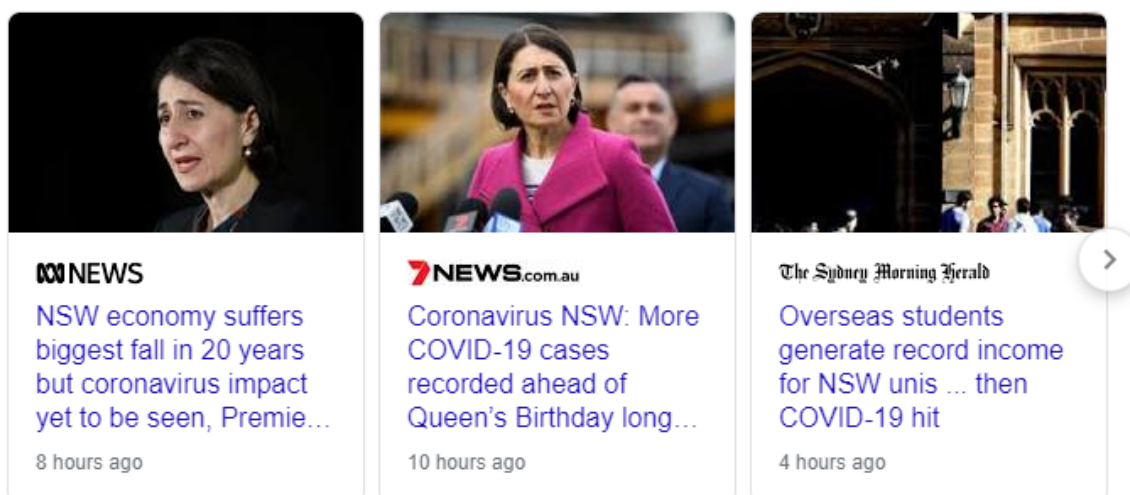 NEWS
NSW economy suffers
biggest fall in 20 years
but coronavirus impact
yet to be seen, Premie...
8 hours ago
7NEWS.com.au
Coronavirus NSW: More
COVID-19 cases
recorded ahead of
Queen's Birthday long...
10 hours ago
The Sydney Morning Herald
Overseas students
generate record income
for NSW unis ... then
COVID-19 hit
4 hours ago